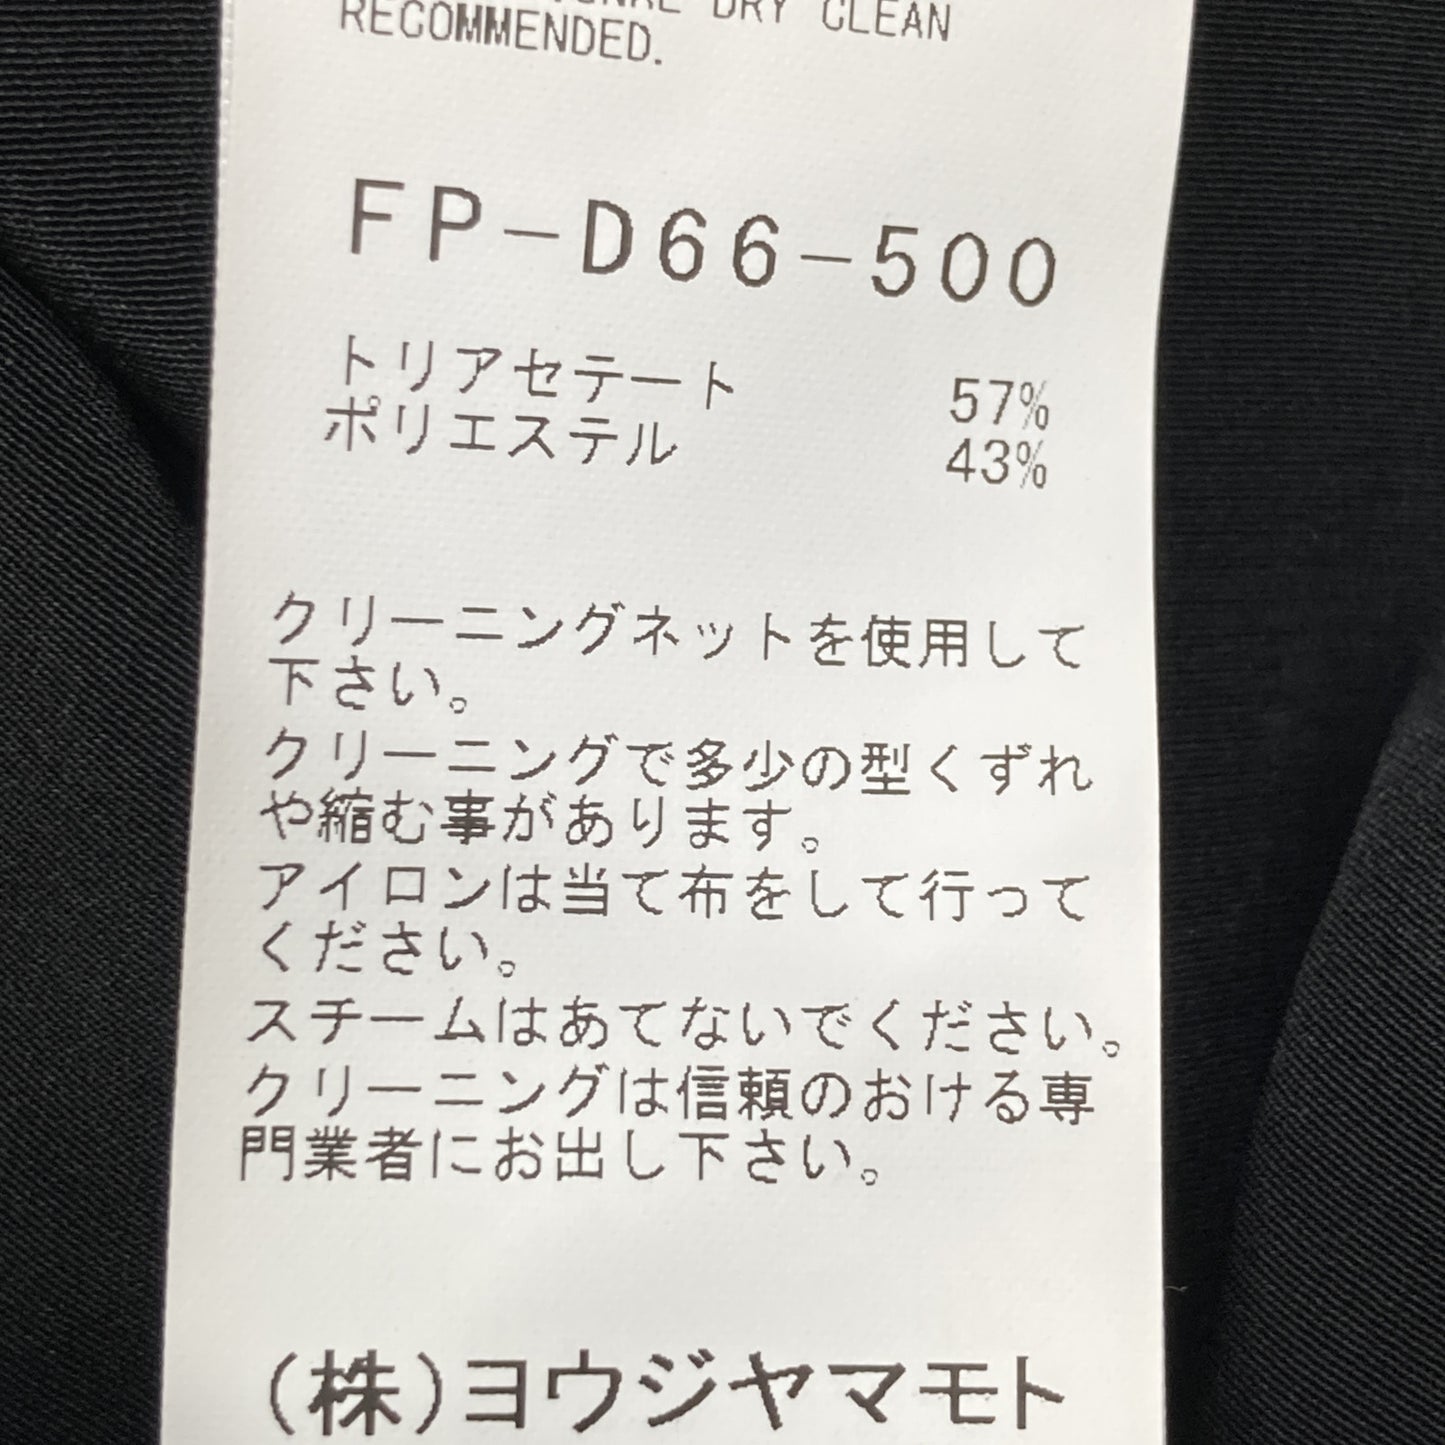 DRY CLEAN
RECOMMENDED.
FP-D66-500
トリアセテート 57%
ポリエステル 43%
クリーニングネットを使用して
下さい。
クリーニングで多少の型くずれ
や縮む事があります。
アイロンは当て布をして行って
ください。
スチームはあてないでください。
クリーニングは信頼のおける専
門業者にお出し下さい。
(株)ヨウジヤマモト